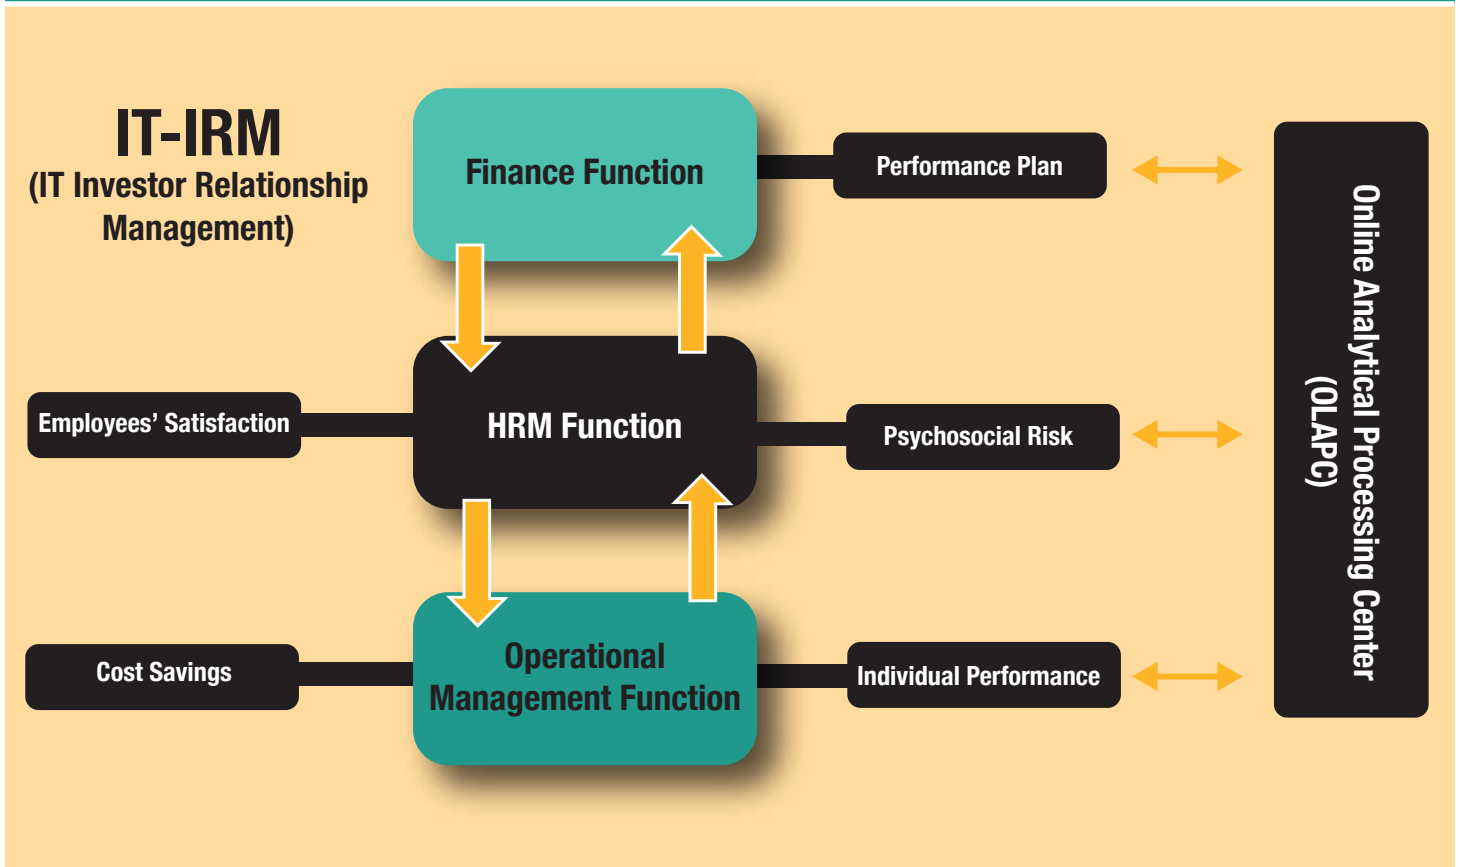 IT-IRM
(IT Investor Relationship
Management)
Finance Function
Performance Plan
Employees’ Satisfaction
HRM Function
Psychosocial Risk
Cost Savings
Operational
Management Function
Individual Performance
Online Analytical Processing Center
(OLAPC)